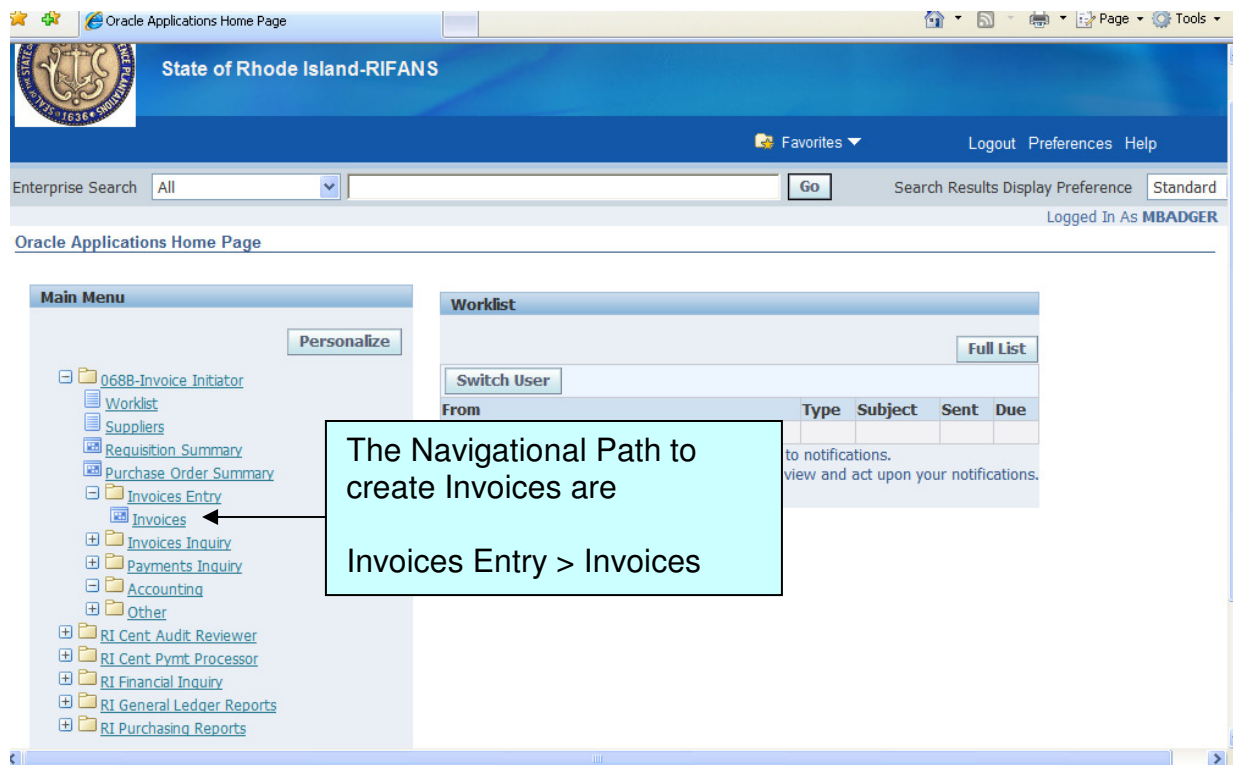 Oracle Applications Home Page
Page
Tools
State of Rhode Island-RIFANS
1636
Favorites
Logout Preferences Help
Enterprise Search All Go Search Results Display Preference Standard
Logged In As MBADGER
Oracle Applications Home Page
Main Menu
Personalize
068B-Invoice Initiator
Worklist
Suppliers
Requisition Summary
Purchase Order Summary
Invoices Entry
Invoices
Invoices Inquiry
Payments Inquiry
Accounting
Other
RI Cent Audit Reviewer
RI Cent Pymt Processor
RI Financial Inquiry
RI General Ledger Reports
RI Purchasing Reports
Worklist
Full List
Switch User
From Type Subject Sent Due
to notifications.
view and act upon your notifications.
The Navigational Path to
create Invoices are
Invoices Entry > Invoices